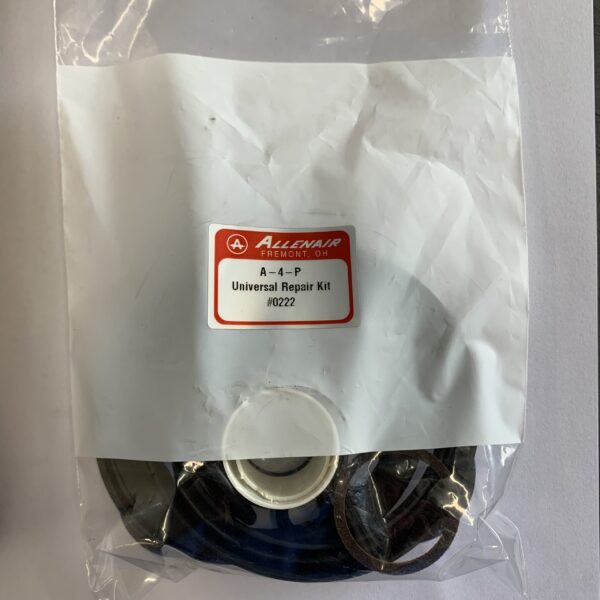 A ALLENAIR
FREMONT, OH
A-4-P
Universal Repair Kit
#0222